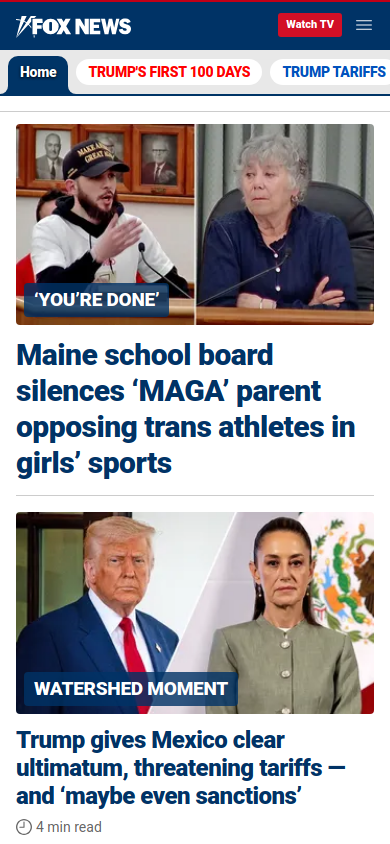 FOX NEWS
Watch TV
Home
TRUMP'S FIRST 100 DAYS
TRUMP TARIFFS
MAKE
GREAT
‘YOU’RE DONE’
Maine school board
silences ‘MAGA’ parent
opposing trans athletes in
girls’ sports
WATERSHED MOMENT
Trump gives Mexico clear
ultimatum, threatening tariffs —
and ‘maybe even sanctions’
4 min read